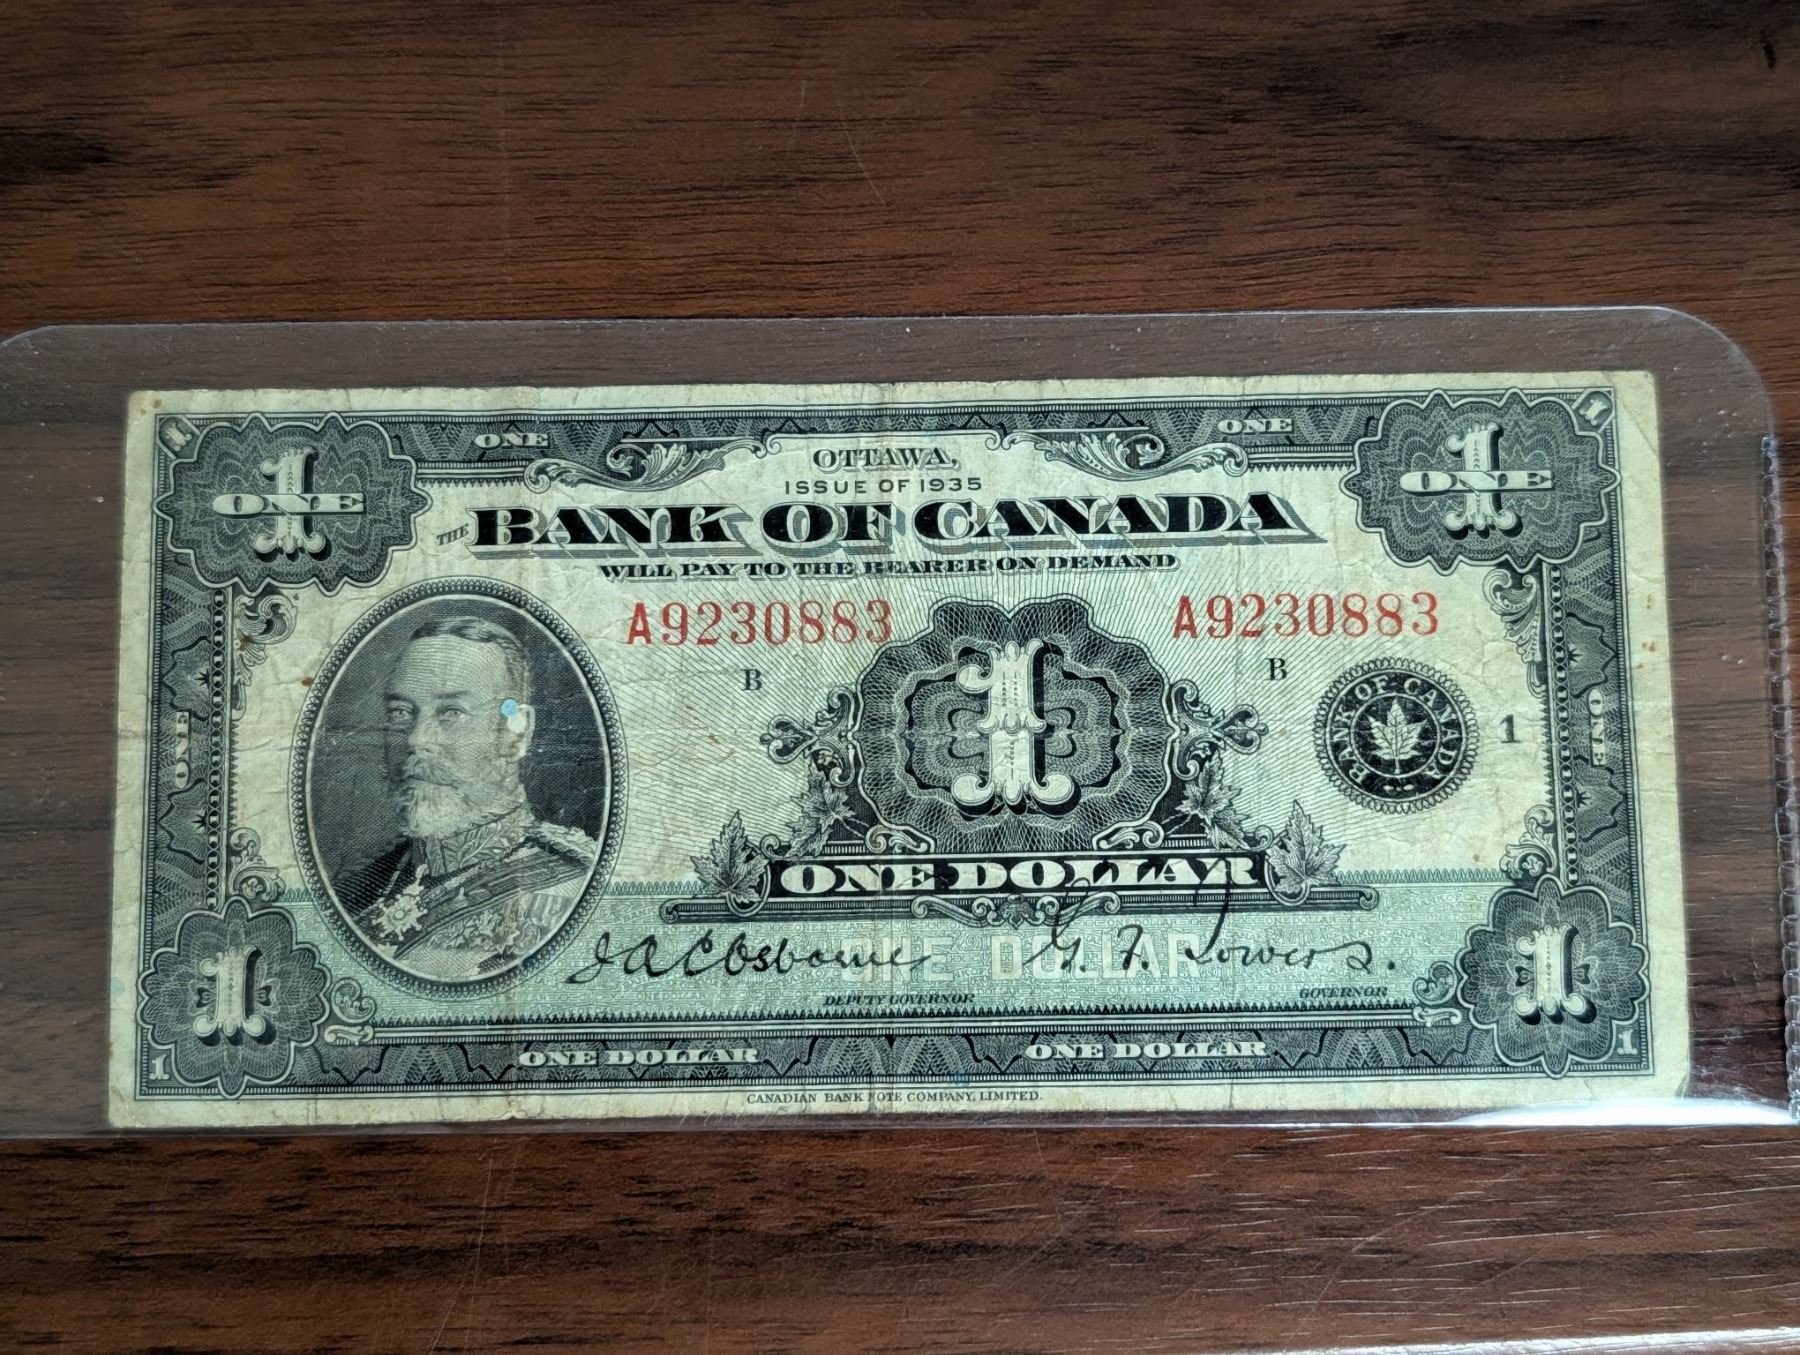 1 ONE 1 ONE ONE 1 ONE 1
OTTAWA,
ISSUE OF 1935
THE BANK OF CANADA
WILL PAY TO THE BEARER ON DEMAND
A9230883 A9230883
B B
BANK OF CANADA
1 1
ONE ONE
ONE DOLLAR
ONE DOLLAR
J A C Osborne G. F. Towers.
DEPUTY GOVERNOR GOVERNOR
1 1
1 ONE DOLLAR ONE DOLLAR 1
CANADIAN BANK NOTE COMPANY, LIMITED.